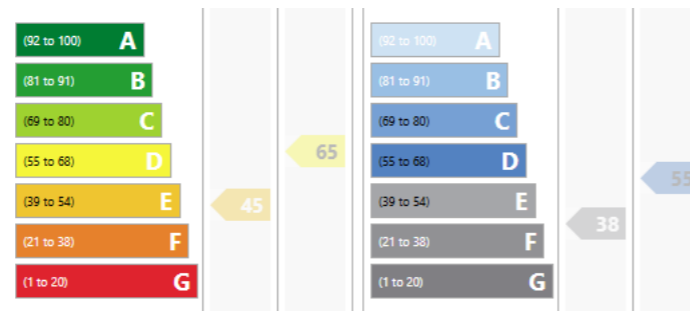 (92 to 100) A
(81 to 91) B
(69 to 80) C
(55 to 68) D
(39 to 54) E
(21 to 38) F
(1 to 20) G
45
65
(92 to 100) A
(81 to 91) B
(69 to 80) C
(55 to 68) D
(39 to 54) E
(21 to 38) F
(1 to 20) G
38
55